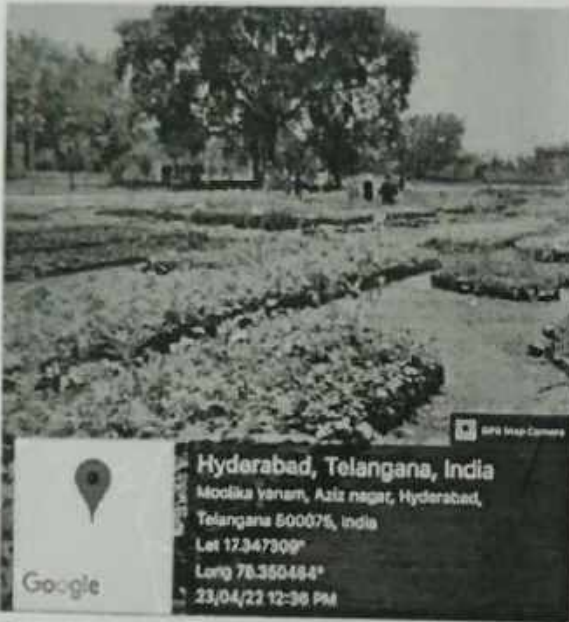 GPS Map Camera
Hyderabad, Telangana, India
Moolika vanam, Aziz nagar, Hyderabad,
Telangana 500075, India
Lat 17.347309°
Long 78.350484°
23/04/22 12:36 PM
Google